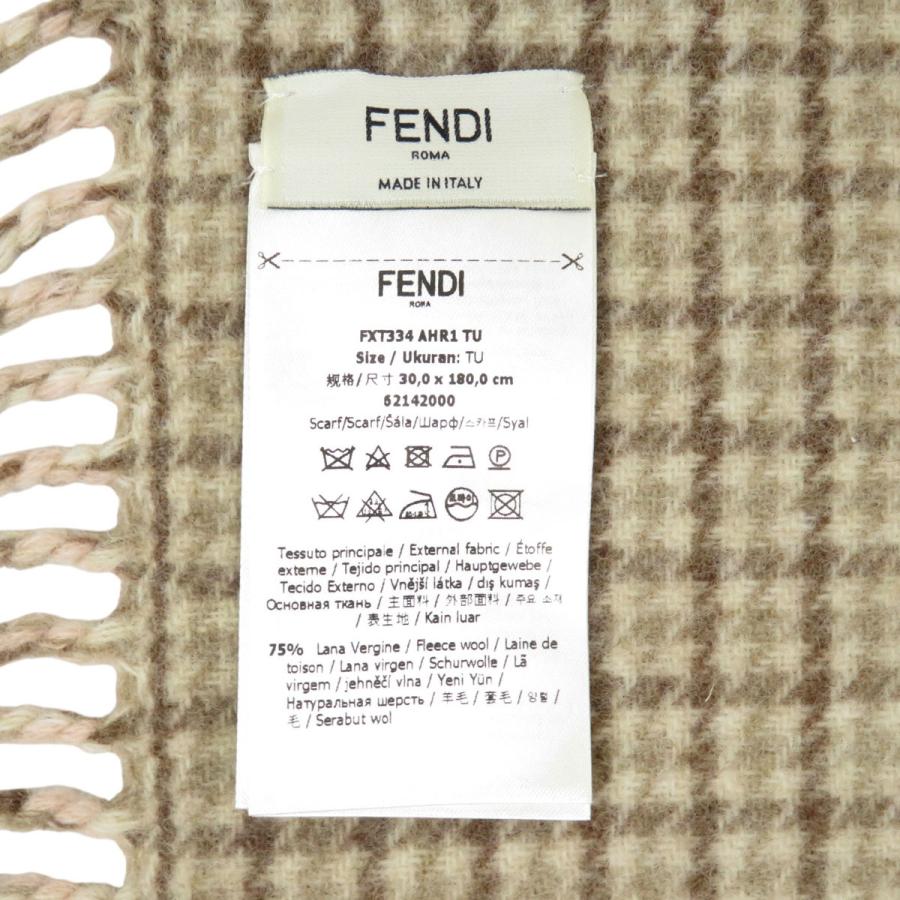 FENDI
ROMA
MADE IN ITALY
FENDI
ROMA
FXT334 AHR1 TU
Size / Ukuran: TU
规格/尺寸 30,0 x 180,0 cm
62142000
Scarf/Scarf/Šála/Шарф/스카프/Syal
Tessuto principale / External fabric / Étoffe
externe / Tejido principal / Hauptgewebe /
Tecido Externo / Vnější látka / dış kumaş /
Основная ткань / 主面料 / 外部面料 / 주요 소재
/ 表生地 / Kain luar
75% Lana Vergine / Fleece wool / Laine de
toison / Lana virgen / Schurwolle / Lã
virgem / jehněčí vlna / Yeni Yün /
Натуральная шерсть / 羊毛 / 套毛 / 양털 /
毛 / Serabut wol